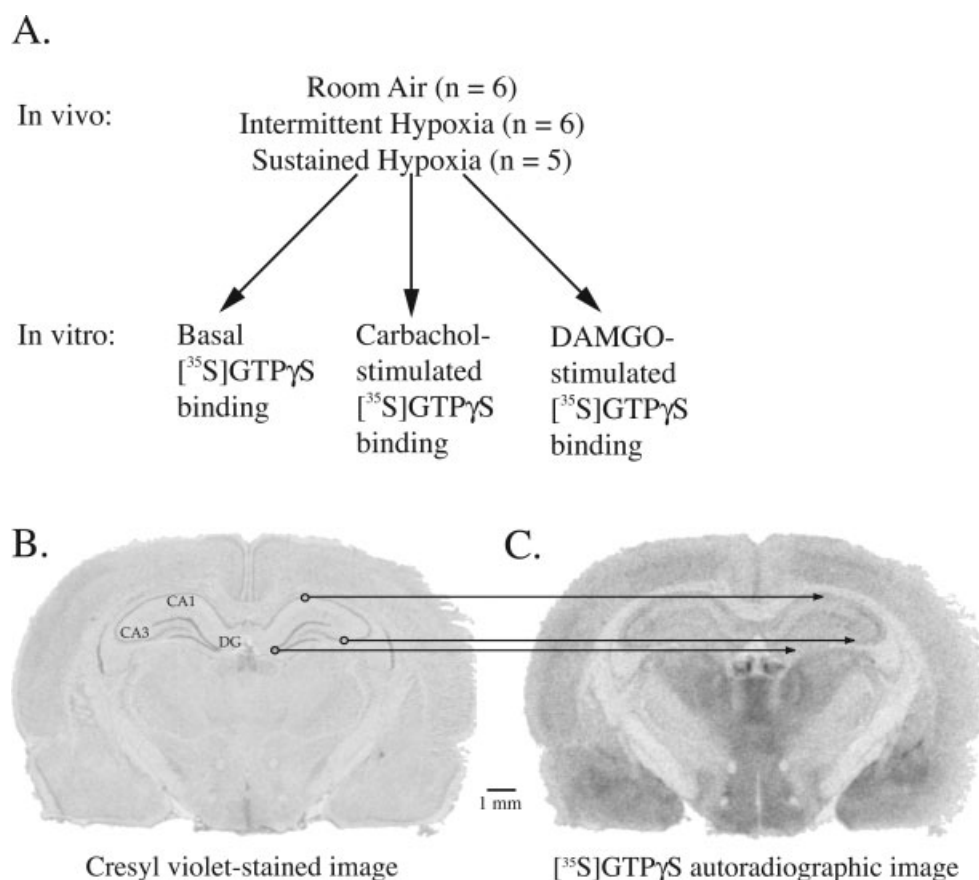 A.
In vivo:
Room Air (n = 6)
Intermittent Hypoxia (n = 6)
Sustained Hypoxia (n = 5)
In vitro:
Basal
[³⁵S]GTPγS
binding
Carbachol-
stimulated
[³⁵S]GTPγS
binding
DAMGO-
stimulated
[³⁵S]GTPγS
binding
B.
CA1
CA3
DG
C.
1 mm
Cresyl violet-stained image
[³⁵S]GTPγS autoradiographic image